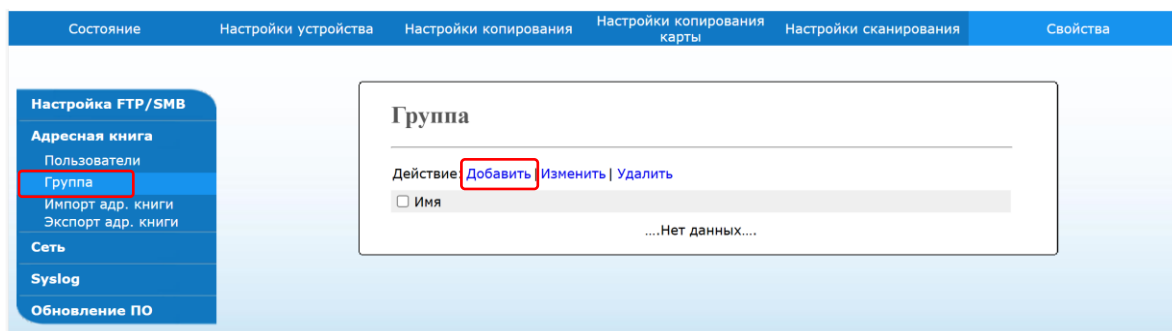 Состояние
Настройки устройства
Настройки копирования
Настройки копирования
карты
Настройки сканирования
Свойства
Настройка FTP/SMB
Адресная книга
Пользователи
Группа
Импорт адр. книги
Экспорт адр. книги
Сеть
Syslog
Обновление ПО
Группа
Действие: Добавить | Изменить | Удалить
Имя
....Нет данных....